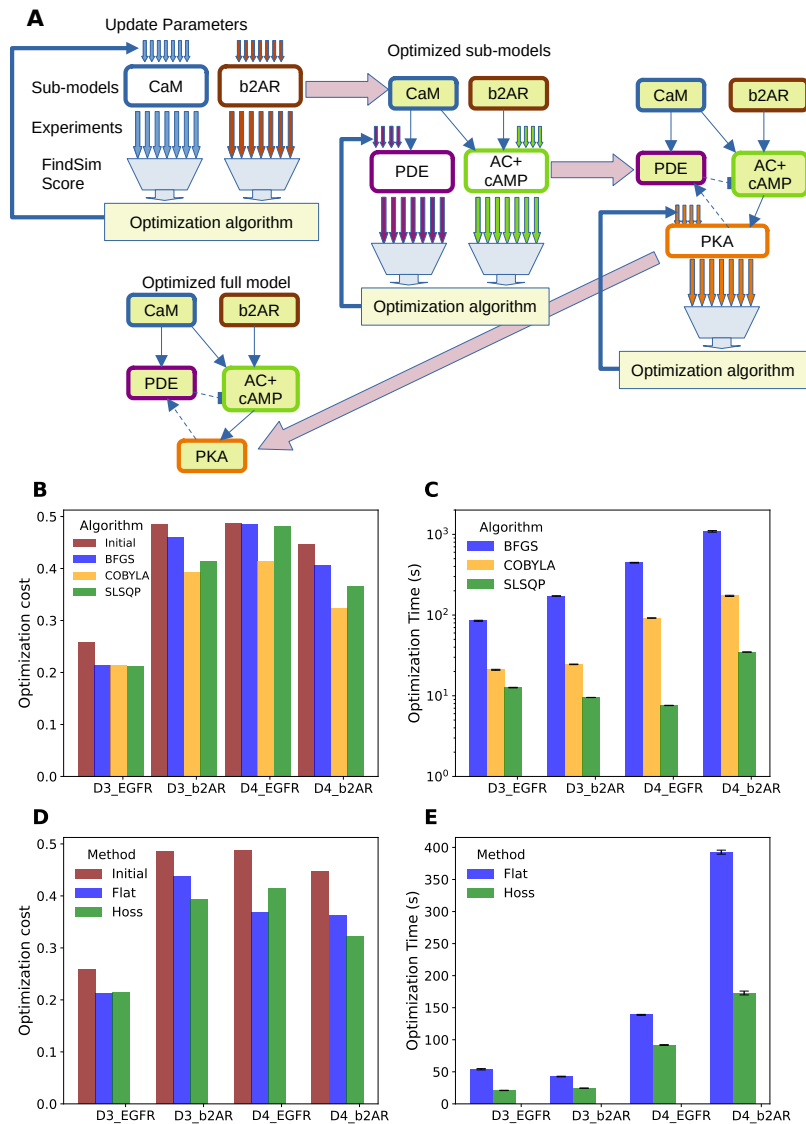 A
Update Parameters
Sub-models
CaM
b2AR
Experiments
FindSim
Score
Optimization algorithm
Optimized sub-models
CaM
b2AR
PDE
AC+
cAMP
Optimization algorithm
CaM
b2AR
PDE
AC+
cAMP
PKA
Optimization algorithm
Optimized full model
CaM
b2AR
PDE
AC+
cAMP
PKA
B
Optimization cost
0.5
0.4
0.3
0.2
0.1
0.0
Algorithm
Initial
BFGS
COBYLA
SLSQP
D3_EGFR
D3_b2AR
D4_EGFR
D4_b2AR
C
Optimization Time (s)
10³
10²
10¹
10⁰
Algorithm
BFGS
COBYLA
SLSQP
D3_EGFR
D3_b2AR
D4_EGFR
D4_b2AR
D
Optimization cost
0.5
0.4
0.3
0.2
0.1
0.0
Method
Initial
Flat
Hoss
D3_EGFR
D3_b2AR
D4_EGFR
D4_b2AR
E
Optimization Time (s)
400
350
300
250
200
150
100
50
0
Method
Flat
Hoss
D3_EGFR
D3_b2AR
D4_EGFR
D4_b2AR